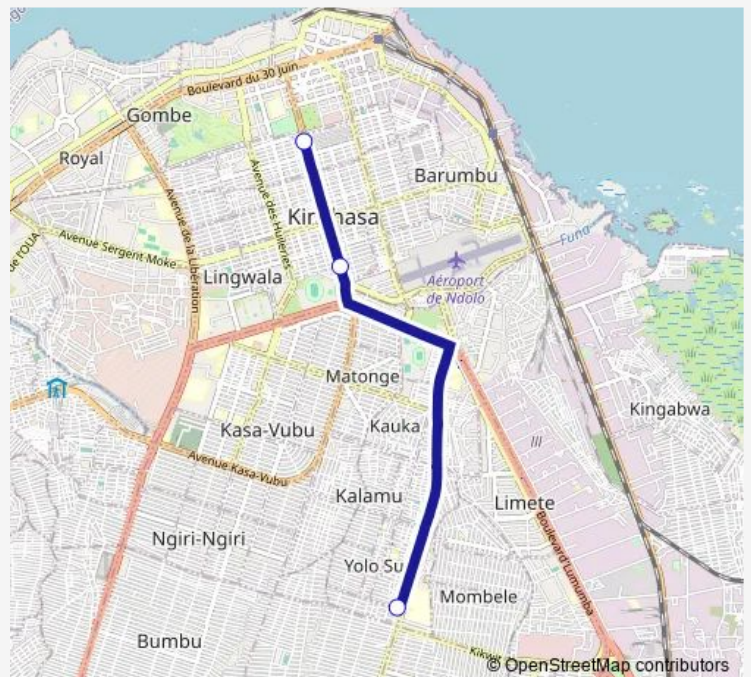 Boulevard du 30 Juin
Gombe
Royal
Barumbu
Avenue de la Libération
Avenue des Huileries
Avenue Sergent Moke
de l'OUA
Funa
Lingwala
Aéroport
de Ndolo
Matonge
Kingabwa
Kauka
Kasa-Vubu
Avenue Kasa-Vubu
Kalamu
Limete
Boulevard Lumumba
Ngiri-Ngiri
Yolo Su
Mombele
Bumbu
© OpenStreetMap contributors